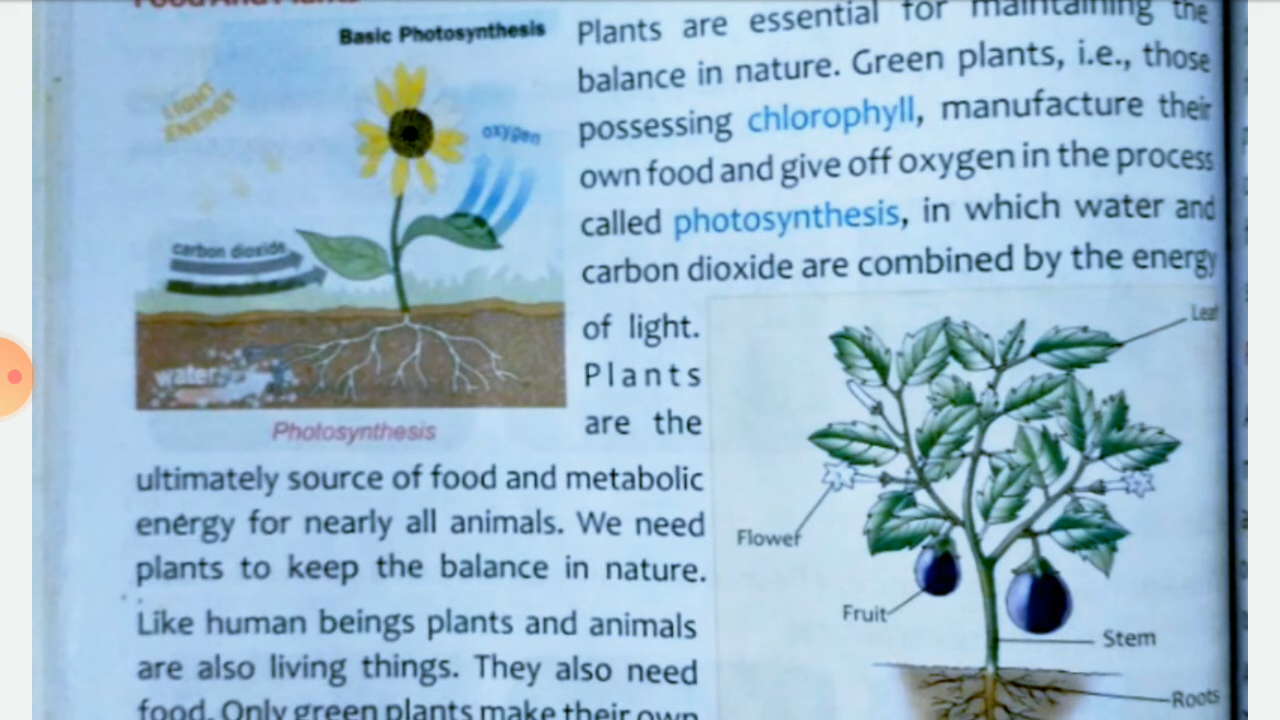 Food And Plants
Basic Photosynthesis
LIGHT
ENERGY
oxygen
carbon dioxide
water
Photosynthesis
Plants are essential for maintaining the
balance in nature. Green plants, i.e., those
possessing chlorophyll, manufacture their
own food and give off oxygen in the process
called photosynthesis, in which water and
carbon dioxide are combined by the energy
of light.
Plants
are the
ultimately source of food and metabolic
energy for nearly all animals. We need
plants to keep the balance in nature.
Like human beings plants and animals
are also living things. They also need
food. Only green plants make their own
Leaf
Flower
Fruit
Stem
Roots